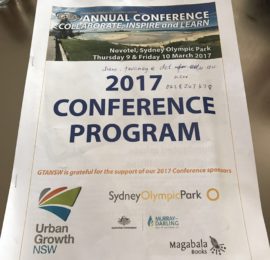 ANNUAL CONFERENCE
COLLABORATE, INSPIRE and LEARN
Novotel, Sydney Olympic Park
Thursday 9 & Friday 10 March 2017
2017
CONFERENCE
PROGRAM
GTANSW is grateful for the support of our 2017 Conference sponsors
Urban
Growth
NSW
SydneyOlympicPark
Australian Government
MURRAY-
DARLING
Magabala
Books